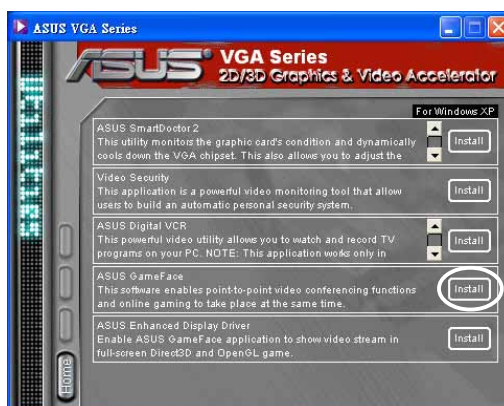 ASUS VGA Series
ASUS VGA Series
2D/3D Graphics & Video Accelerator
For Windows XP
ASUS SmartDoctor 2
This utility monitors the graphic card's condition and dynamically
cools down the VGA chipset. This also allows you to adjust the
Install
Video Security
This application is a powerful video monitoring tool that allow
users to build an automatic personal security system.
Install
ASUS Digital VCR
This powerful video utility allows you to watch and record TV
programs on your PC. NOTE: This application works only in
Install
ASUS GameFace
This software enables point-to-point video conferencing functions
and online gaming to take place at the same time.
Install
ASUS Enhanced Display Driver
Enable ASUS GameFace application to show video stream in
full-screen Direct3D and OpenGL game.
Install
Home